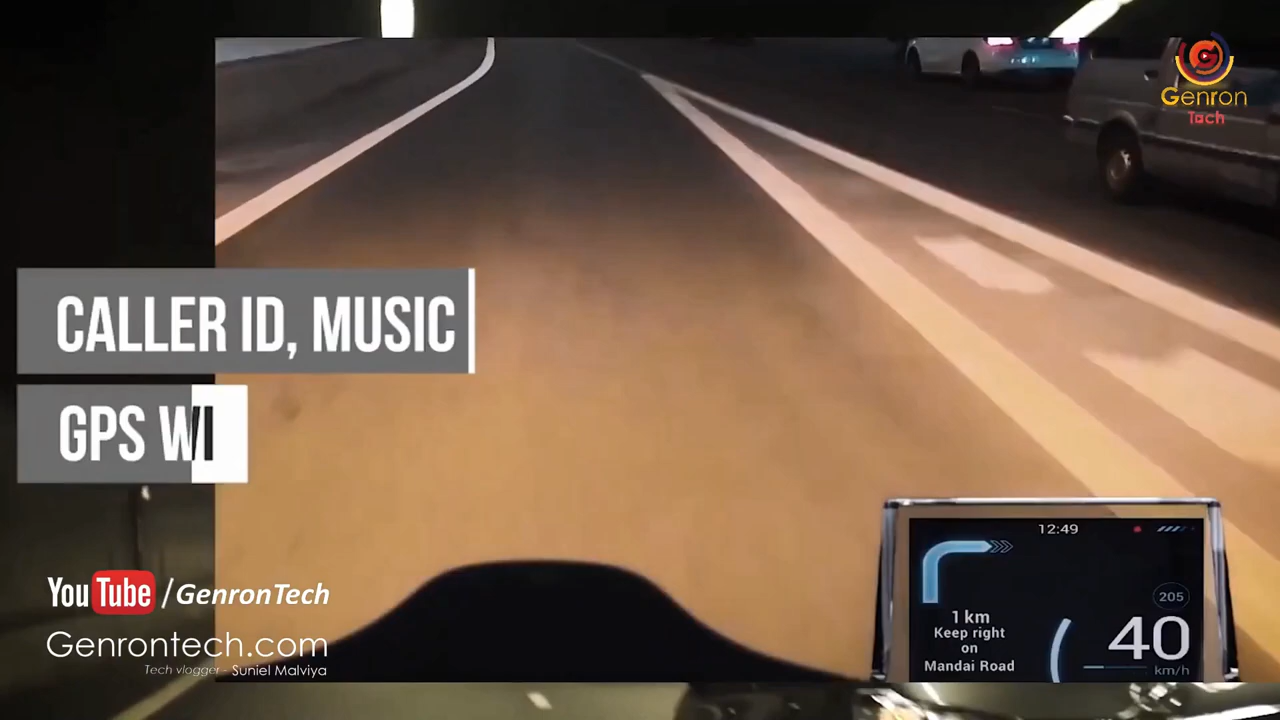 Genron
Tech
CALLER ID, MUSIC
GPS WI
12:49
205
1 km
Keep right
on
Mandai Road
40
km/h
YouTube /GenronTech
Genrontech.com
Tech vlogger - Suniel Malviya